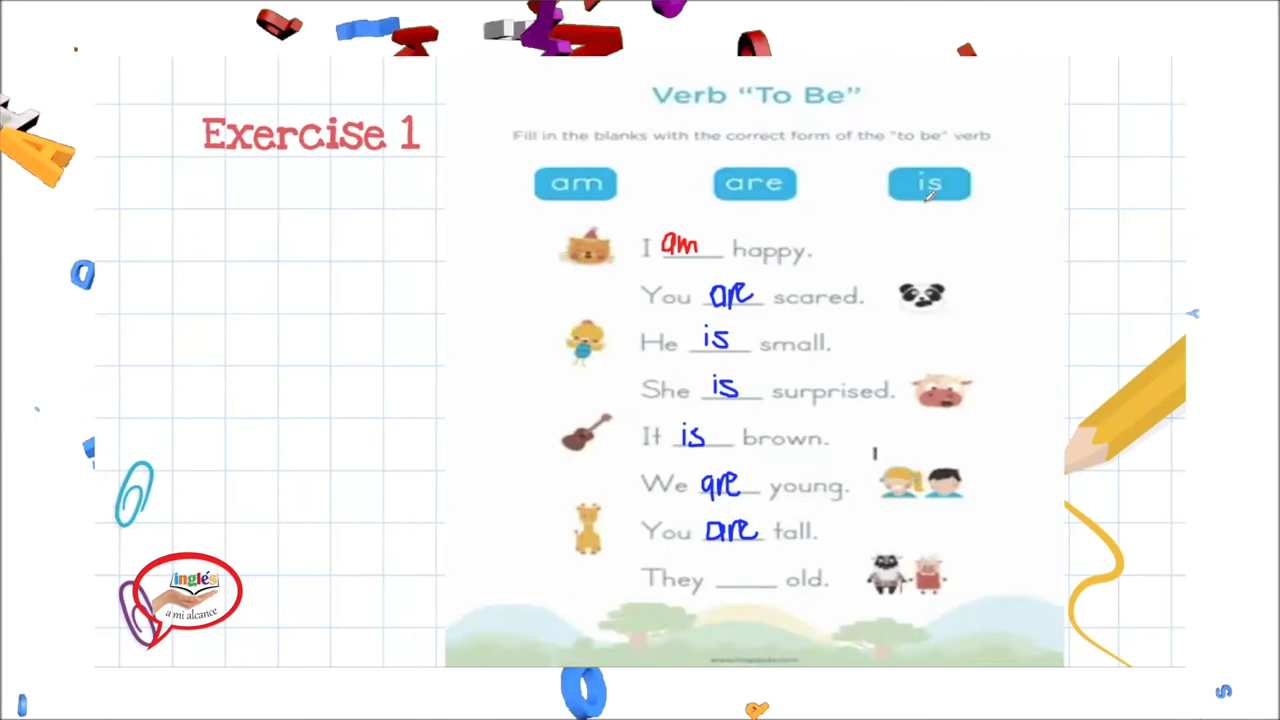 Exercise 1
Verb "To Be"
Fill in the blanks with the correct form of the "to be" verb
am are is
I am happy.
You are scared.
He is small.
She is surprised.
It is brown.
We are young.
You are tall.
They ____ old.
inglés
a mi alcance